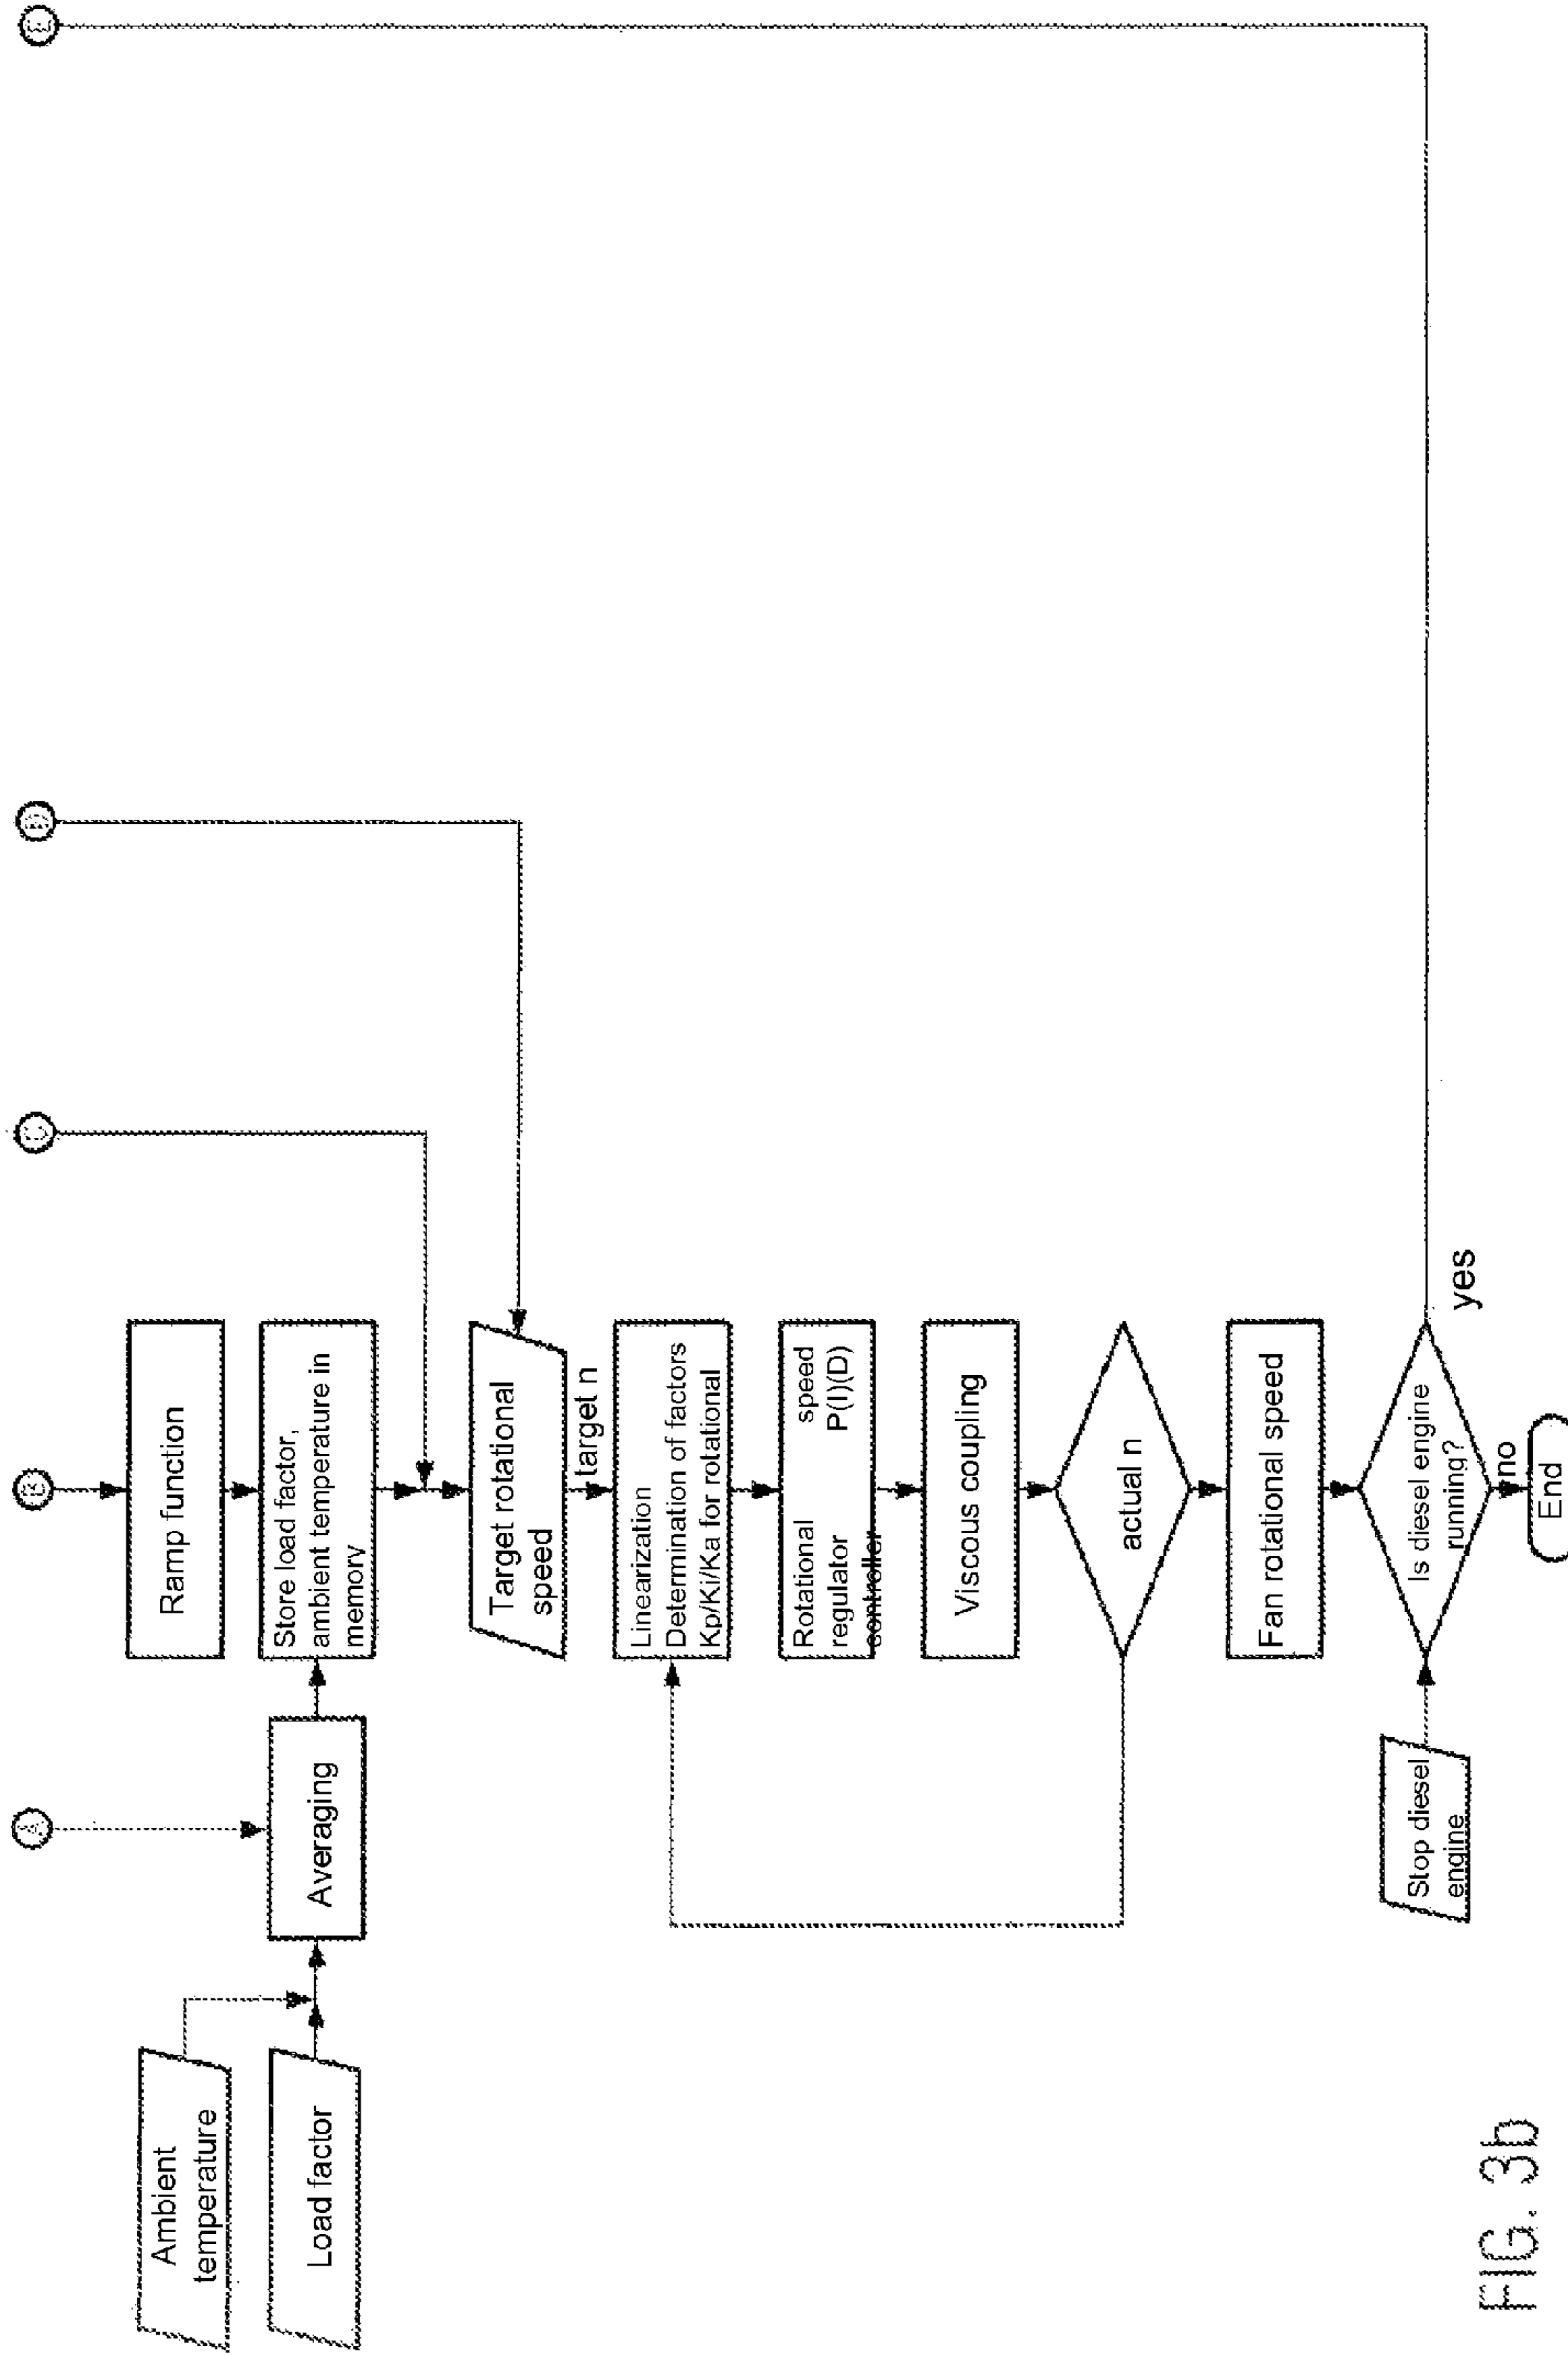 A
B
C
D
E
Ramp function
Ambient
temperature
Load factor
Averaging
Store load factor,
ambient temperature in
memory
Target rotational
speed
target n
Linearization
Determination of factors
Kp/Ki/Ka for rotational
Rotational speed
regulator P(I)(D)
controller
Viscous coupling
actual n
Fan rotational speed
Stop diesel
engine
Is diesel engine
running?
yes
no
End
FIG. 3b